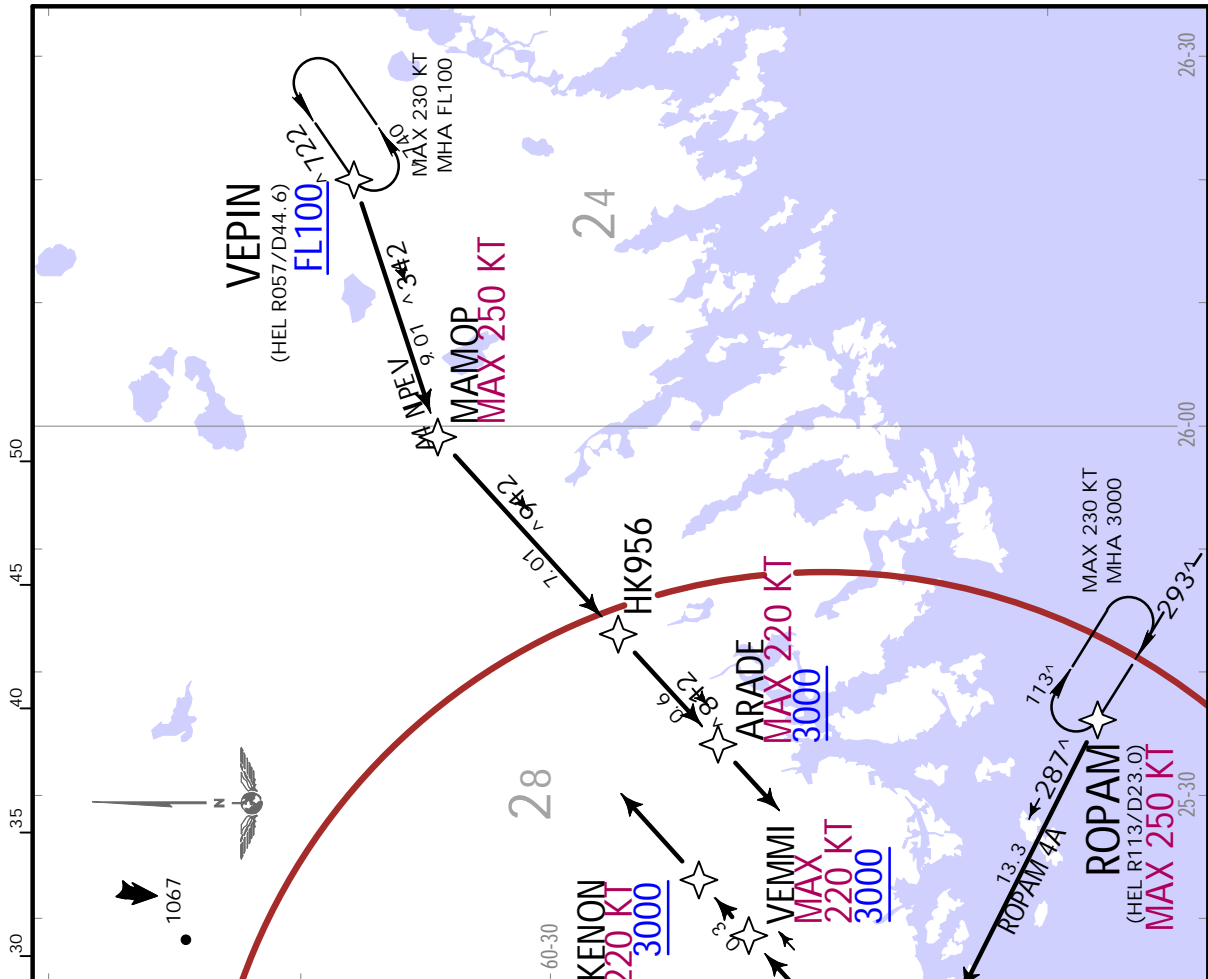 VEPIN
(HEL R057/D44.6)
FL100
MAX 230 KT
MHA FL100
MAMOP
MAX 250 KT
HK956
7.01
ARADE
MAX 220 KT
3000
VEMMI
MAX
220 KT
3000
KENON
220 KT
3000
ROPAM
(HEL R113/D23.0)
MAX 250 KT
MAX 230 KT
MHA 3000
113^
293^
287^
13.3
ROPAM 4A
24
28
N
1067
26-30
26-00
25-30
60-30
50
45
40
35
30